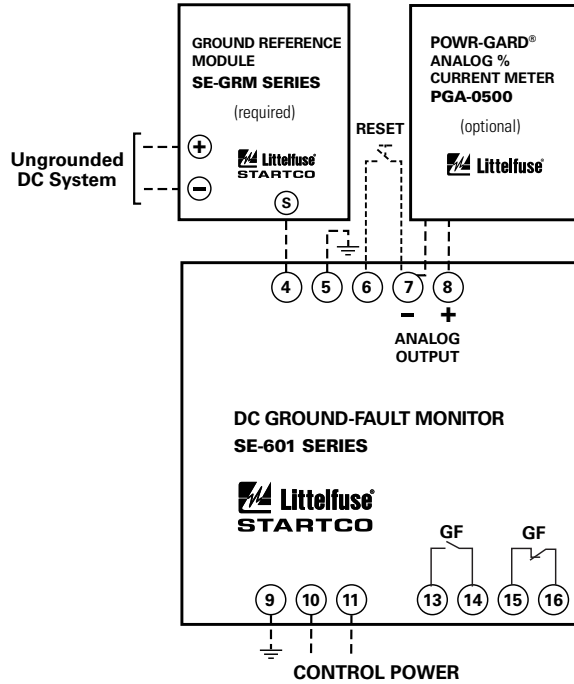 GROUND REFERENCE
MODULE
SE-GRM SERIES
(required)
Littelfuse®
STARTCO
POWR-GARD®
ANALOG %
CURRENT METER
PGA-0500
(optional)
Littelfuse®
RESET
Ungrounded
DC System
+
−
S
4
5
6
7
8
−
+
ANALOG
OUTPUT
DC GROUND-FAULT MONITOR
SE-601 SERIES
Littelfuse®
STARTCO
GF
GF
9
10
11
13
14
15
16
CONTROL POWER